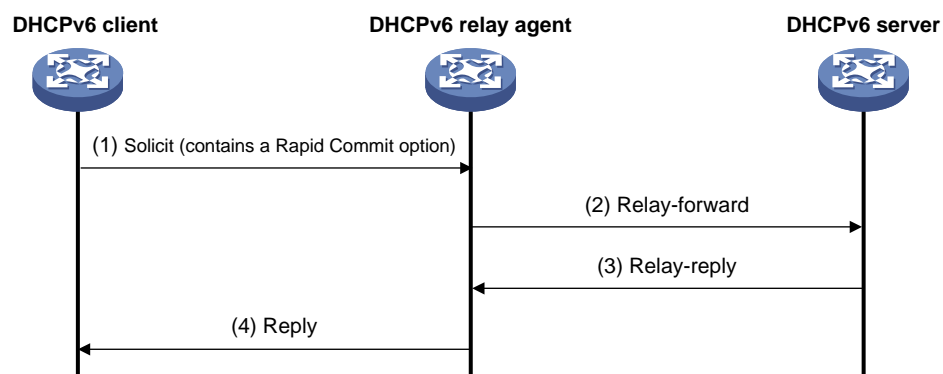 DHCPv6 client
DHCPv6 relay agent
DHCPv6 server
(1) Solicit (contains a Rapid Commit option)
(2) Relay-forward
(3) Relay-reply
(4) Reply